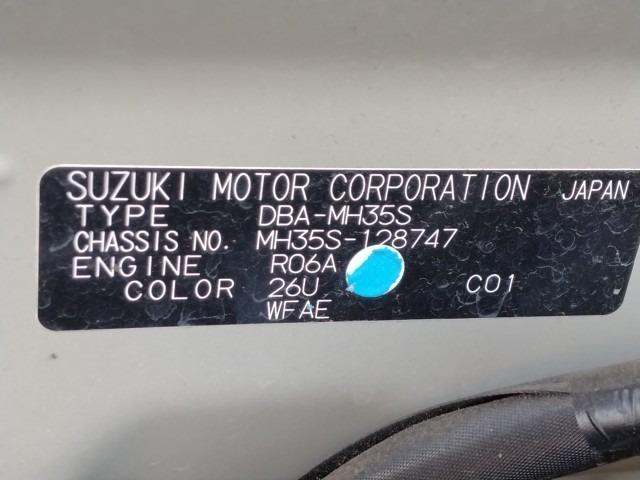 SUZUKI MOTOR CORPORATION JAPAN
TYPE DBA-MH35S
CHASSIS NO. MH35S-128747
ENGINE R06A
COLOR 26U C01
WFAE